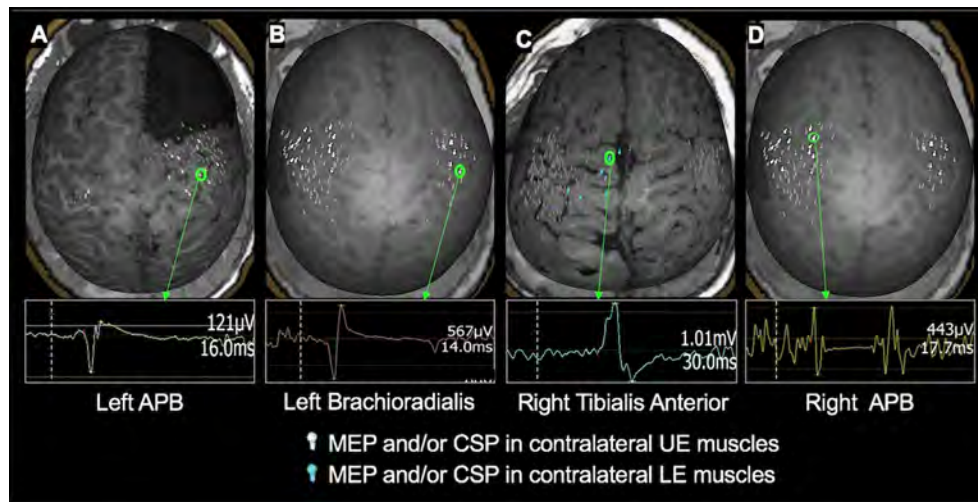 A
B
C
D
121µV
16.0ms
567µV
14.0ms
1.01mV
30.0ms
443µV
17.7ms
Left APB
Left Brachioradialis
Right Tibialis Anterior
Right APB
MEP and/or CSP in contralateral UE muscles
MEP and/or CSP in contralateral LE muscles